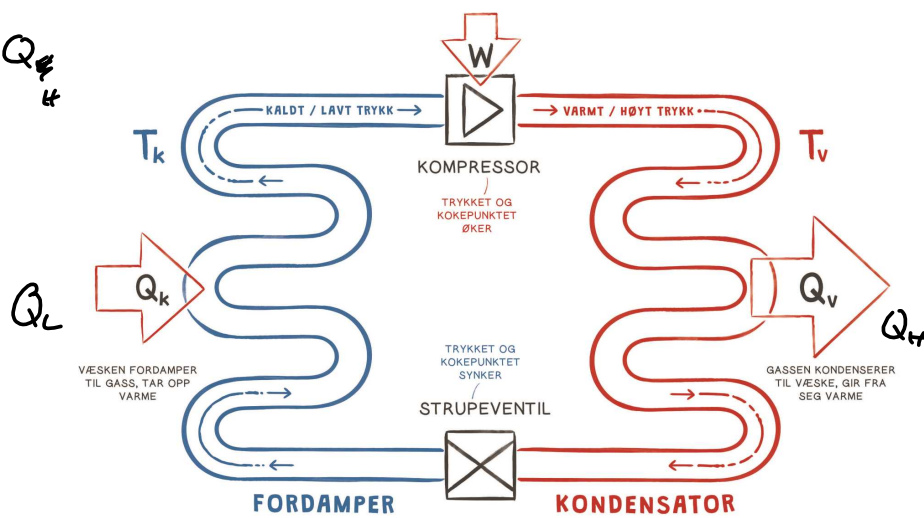 Q
H
W
KALDT / LAVT TRYKK
VARMT / HØYT TRYKK
Tk
Tv
KOMPRESSOR
TRYKKET OG
KOKEPUNKTET
ØKER
Qk
Qv
QL
QH
VÆSKEN FORDAMPER
TIL GASS, TAR OPP
VARME
TRYKKET OG
KOKEPUNKTET
SYNKER
GASSEN KONDENSERER
TIL VÆSKE, GIR FRA
SEG VARME
STRUPEVENTIL
FORDAMPER
KONDENSATOR